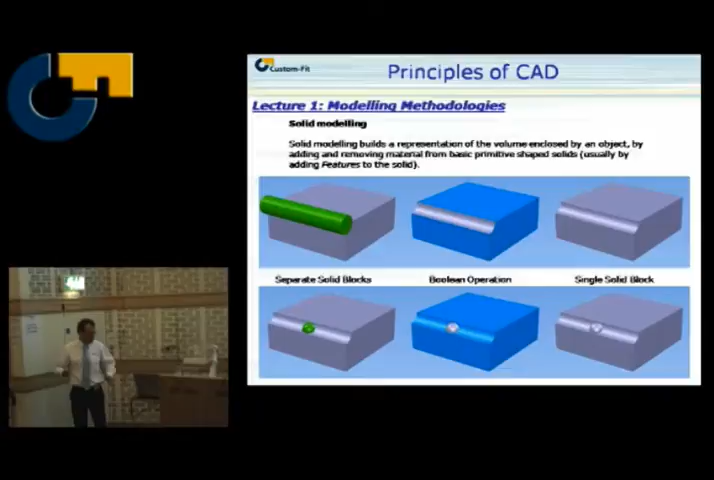 Custom-Fit
Principles of CAD
Lecture 1: Modelling Methodologies
Solid modelling
Solid modelling builds a representation of the volume enclosed by an object, by
adding and removing material from basic primitive shaped solids (usually by
adding Features to the solid).
Separate Solid Blocks
Boolean Operation
Single Solid Block